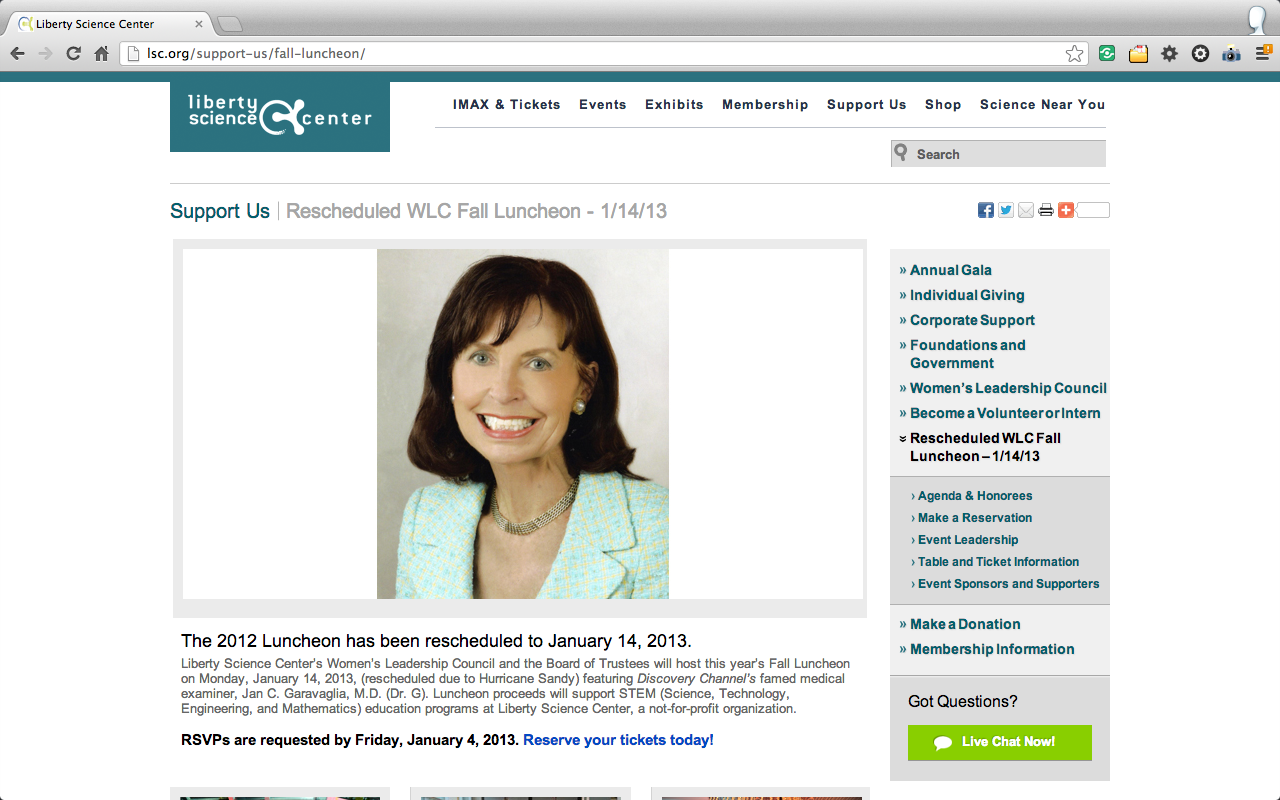 Liberty Science Center
lsc.org/support-us/fall-luncheon/
liberty
science center
IMAX & Tickets Events Exhibits Membership Support Us Shop Science Near You
Search
Support Us Rescheduled WLC Fall Luncheon - 1/14/13
» Annual Gala
» Individual Giving
» Corporate Support
» Foundations and
Government
» Women's Leadership Council
» Become a Volunteer or Intern
» Rescheduled WLC Fall
Luncheon – 1/14/13
› Agenda & Honorees
› Make a Reservation
› Event Leadership
› Table and Ticket Information
› Event Sponsors and Supporters
» Make a Donation
» Membership Information
Got Questions?
Live Chat Now!
The 2012 Luncheon has been rescheduled to January 14, 2013.
Liberty Science Center's Women's Leadership Council and the Board of Trustees will host this year's Fall Luncheon
on Monday, January 14, 2013, (rescheduled due to Hurricane Sandy) featuring Discovery Channel's famed medical
examiner, Jan C. Garavaglia, M.D. (Dr. G). Luncheon proceeds will support STEM (Science, Technology,
Engineering, and Mathematics) education programs at Liberty Science Center, a not-for-profit organization.
RSVPs are requested by Friday, January 4, 2013. Reserve your tickets today!